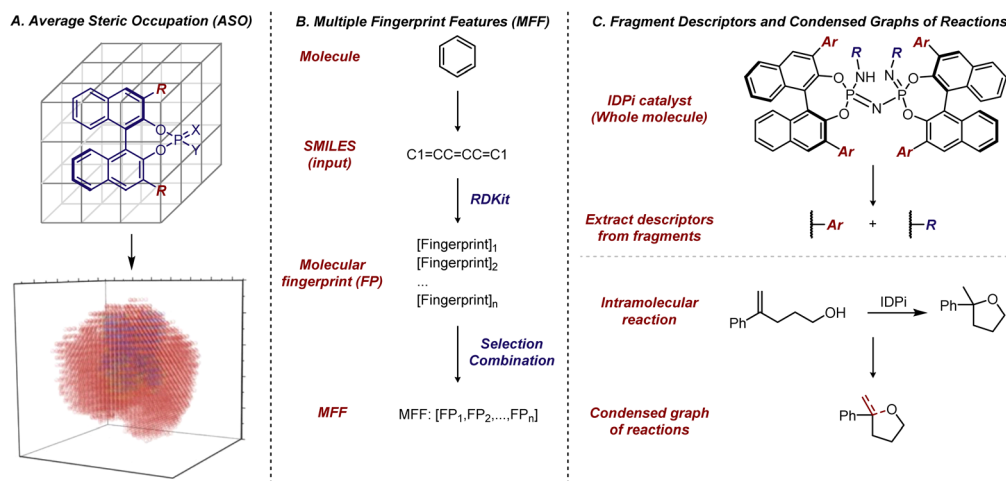 A. Average Steric Occupation (ASO)
R
O
O
P
X
Y
R
B. Multiple Fingerprint Features (MFF)
Molecule
SMILES
(input)
C1=CC=CC=C1
RDKit
Molecular
fingerprint (FP)
[Fingerprint]1
[Fingerprint]2
...
[Fingerprint]n
Selection
Combination
MFF
MFF: [FP1,FP2,...,FPn]
C. Fragment Descriptors and Condensed Graphs of Reactions
IDPi catalyst
(Whole molecule)
Ar R R Ar
O NH N O
P P
O N O
Ar Ar
Extract descriptors
from fragments
Ar + R
Intramolecular
reaction
Ph OH
IDPi
Ph O
Condensed graph
of reactions
Ph O